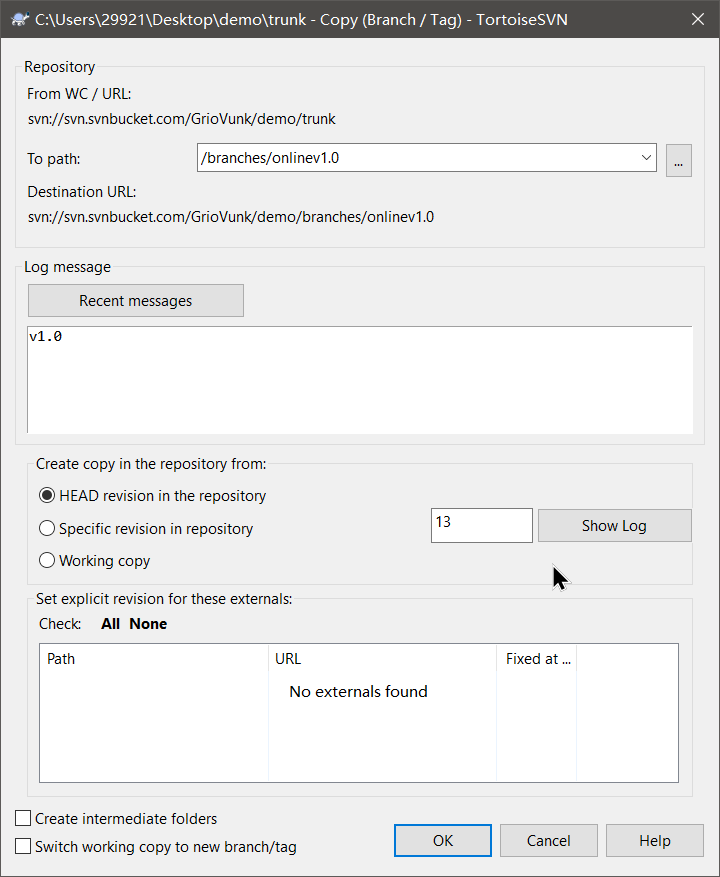 C:\Users\29921\Desktop\demo\trunk - Copy (Branch / Tag) - TortoiseSVN
Repository
From WC / URL:
svn://svn.svnbucket.com/GrioVunk/demo/trunk
To path:
/branches/onlinev1.0
...
Destination URL:
svn://svn.svnbucket.com/GrioVunk/demo/branches/onlinev1.0
Log message
Recent messages
v1.0
Create copy in the repository from:
HEAD revision in the repository
Specific revision in repository
13
Show Log
Working copy
Set explicit revision for these externals:
Check: All None
Path URL Fixed at ...
No externals found
Create intermediate folders
Switch working copy to new branch/tag
OK Cancel Help